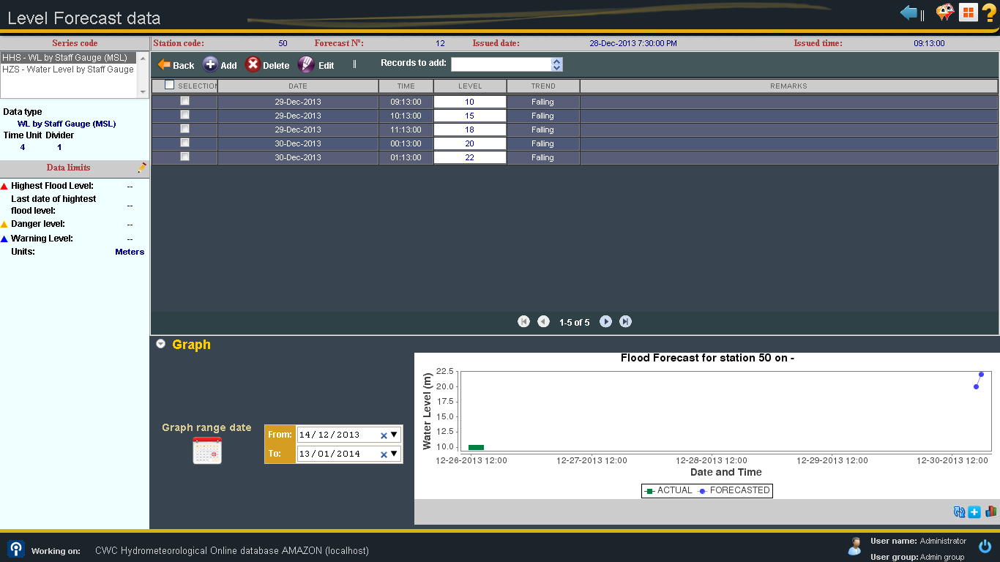 Level Forecast data
Series code
HHS - WL by Staff Gauge (MSL)
HZS - Water Level by Staff Gauge
Data type
WL by Staff Gauge (MSL)
Time Unit Divider
4 1
Data limits
Highest Flood Level: --
Last date of hightest
flood level: --
Danger level: --
Warning Level: --
Units: Meters
Station code: 50 Forecast Nº: 12 Issued date: 28-Dec-2013 7:30:00 PM Issued time: 09:13:00
Back Add Delete Edit || Records to add:
SELECTION DATE TIME LEVEL TREND REMARKS
29-Dec-2013 09:13:00 10 Falling
29-Dec-2013 10:13:00 15 Falling
29-Dec-2013 11:13:00 18 Falling
30-Dec-2013 00:13:00 20 Falling
30-Dec-2013 01:13:00 22 Falling
1-5 of 5
Graph
Graph range date
From: 14/12/2013
To: 13/01/2014
Flood Forecast for station 50 on -
Water Level (m)
22.5
20.0
17.5
15.0
12.5
10.0
12-26-2013 12:00 12-27-2013 12:00 12-28-2013 12:00 12-29-2013 12:00 12-30-2013 12:00
Date and Time
ACTUAL FORECASTED
Working on: CWC Hydrometeorological Online database AMAZON (localhost)
User name: Administrator
User group: Admin group